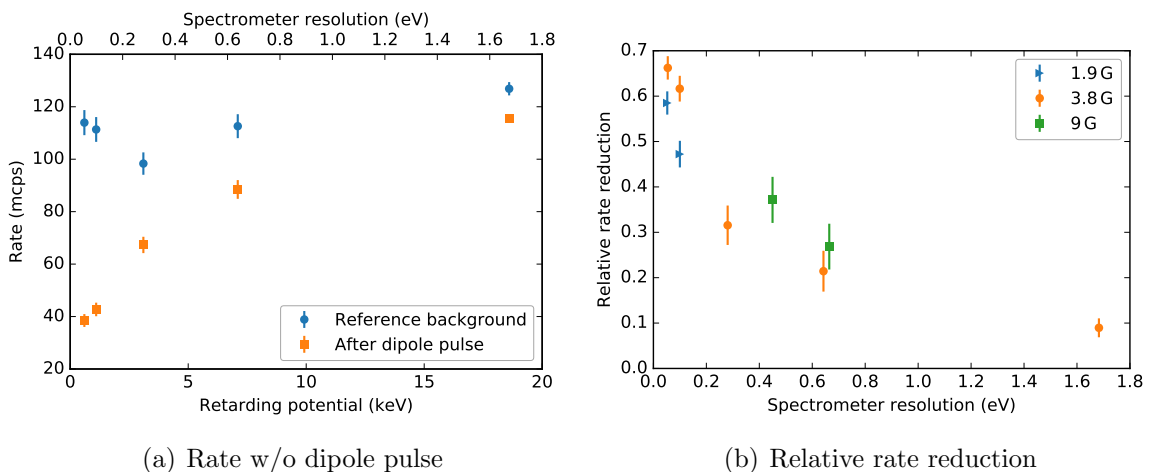 Spectrometer resolution (eV)
0.0 0.2 0.4 0.6 0.8 1.0 1.2 1.4 1.6 1.8
140
120
100
80
60
40
20
Rate (mcps)
Reference background
After dipole pulse
0 5 10 15 20
Retarding potential (keV)
(a) Rate w/o dipole pulse
0.7
0.6
0.5
0.4
0.3
0.2
0.1
0.0
Relative rate reduction
1.9 G
3.8 G
9 G
0.0 0.2 0.4 0.6 0.8 1.0 1.2 1.4 1.6 1.8
Spectrometer resolution (eV)
(b) Relative rate reduction